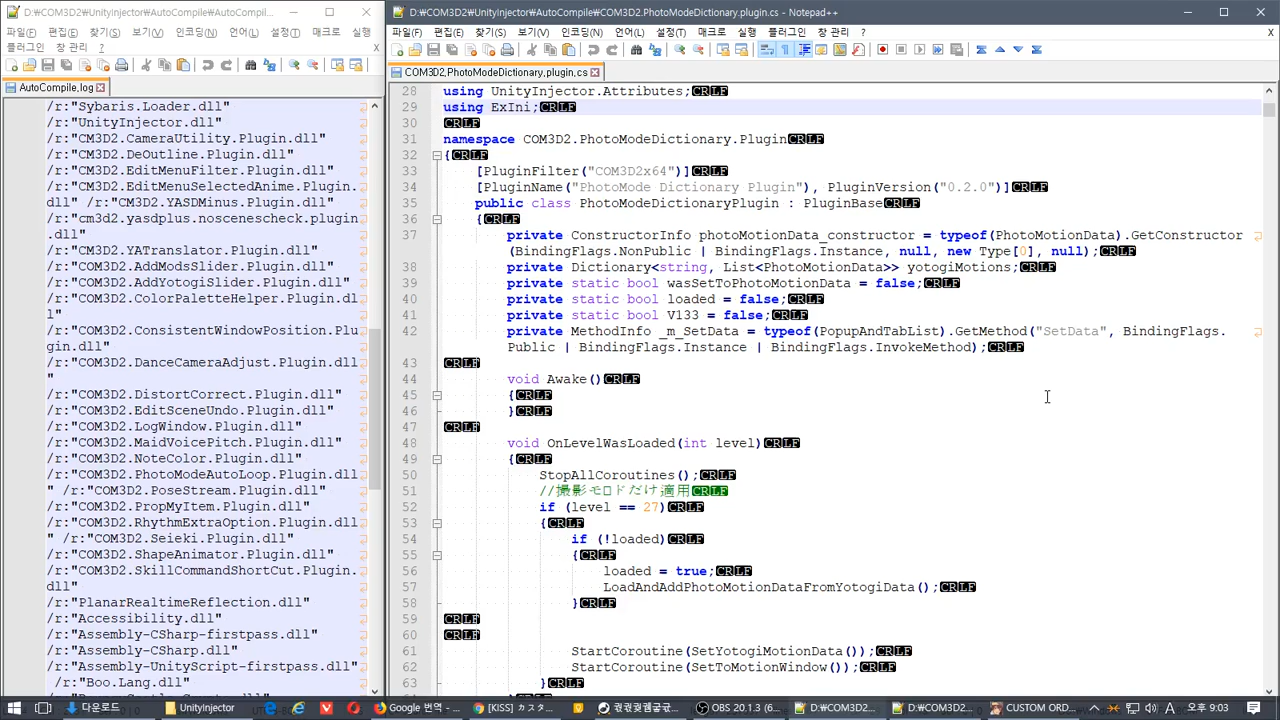 D:₩COM3D2₩UnityInjector₩AutoCompile₩AutoCompil...
파일(F) 편집(E) 찾기(S) 보기(V) 인코딩(N) 언어(L) 설정(T) 매크로 실행
플러그인 창 관리 ? X
AutoCompile.log
/r:"Sybaris.Loader.dll"
/r:"UnityInjector.dll"
/r:"CM3D2.CameraUtility.Plugin.dll"
/r:"CM3D2.DeOutline.Plugin.dll"
/r:"CM3D2.EditMenuFilter.Plugin.dll"
/r:"CM3D2.EditMenuSelectedAnime.Plugin.
dll" /r:"CM3D2.YASDMinus.Plugin.dll"
/r:"cm3d2.yasdplus.noscenescheck.plugin
.dll"
/r:"CM3D2.YATranslator.Plugin.dll"
/r:"COM3D2.AddModsSlider.Plugin.dll"
/r:"COM3D2.AddYotogiSlider.Plugin.dll"
/r:"COM3D2.ColorPaletteHelper.Plugin.dl
l"
/r:"COM3D2.ConsistentWindowPosition.Plu
gin.dll"
/r:"COM3D2.DanceCameraAdjust.Plugin.dll
"
/r:"COM3D2.DistortCorrect.Plugin.dll"
/r:"COM3D2.EditSceneUndo.Plugin.dll"
/r:"COM3D2.LogWindow.Plugin.dll"
/r:"COM3D2.MaidVoicePitch.Plugin.dll"
/r:"COM3D2.NoteColor.Plugin.dll"
/r:"COM3D2.PhotoModeAutoLoop.Plugin.dll
" /r:"COM3D2.PoseStream.Plugin.dll"
/r:"COM3D2.PropMyItem.Plugin.dll"
/r:"COM3D2.RhythmExtraOption.Plugin.dll
" /r:"COM3D2.Seieki.Plugin.dll"
/r:"COM3D2.ShapeAnimator.Plugin.dll"
/r:"COM3D2.SkillCommandShortCut.Plugin.
dll"
/r:"PlanarRealtimeReflection.dll"
/r:"Accessibility.dll"
/r:"Assembly-CSharp-firstpass.dll"
/r:"Assembly-CSharp.dll"
/r:"Assembly-UnityScript-firstpass.dll"
/r:"Boo.Lang.dll"
D:₩COM3D2₩UnityInjector₩AutoCompile₩COM3D2.PhotoModeDictionary.plugin.cs - Notepad++
파일(F) 편집(E) 찾기(S) 보기(V) 인코딩(N) 언어(L) 설정(T) 매크로 실행 플러그인 창 관리 ? X
COM3D2.PhotoModeDictionary.plugin.cs
28 using UnityInjector.Attributes;CRLF
29 using ExIni;CRLF
30 CRLF
31 namespace COM3D2.PhotoModeDictionary.PluginCRLF
32 {CRLF
33 [PluginFilter("COM3D2x64")]CRLF
34 [PluginName("PhotoMode Dictionary Plugin"), PluginVersion("0.2.0")]CRLF
35 public class PhotoModeDictionaryPlugin : PluginBaseCRLF
36 {CRLF
37 private ConstructorInfo photoMotionData_constructor = typeof(PhotoMotionData).GetConstructor
(BindingFlags.NonPublic | BindingFlags.Instance, null, new Type[0], null);CRLF
38 private Dictionary<string, List<PhotoMotionData>> yotogiMotions;CRLF
39 private static bool wasSetToPhotoMotionData = false;CRLF
40 private static bool loaded = false;CRLF
41 private static bool V133 = false;CRLF
42 private MethodInfo _m_SetData = typeof(PopupAndTabList).GetMethod("SetData", BindingFlags.
Public | BindingFlags.Instance | BindingFlags.InvokeMethod);CRLF
43 CRLF
44 void Awake()CRLF
45 {CRLF
46 }CRLF
47 CRLF
48 void OnLevelWasLoaded(int level)CRLF
49 {CRLF
50 StopAllCoroutines();CRLF
51 //撮影モロドだけ適用CRLF
52 if (level == 27)CRLF
53 {CRLF
54 if (!loaded)CRLF
55 {CRLF
56 loaded = true;CRLF
57 LoadAndAddPhotoMotionDataFromYotogiData();CRLF
58 }CRLF
59 CRLF
60 CRLF
61 StartCoroutine(SetYotogiMotionData());CRLF
62 StartCoroutine(SetToMotionWindow());CRLF
63 }CRLF
다운로드 UnityInjector Google 번역 - ... [KISS] カスタ... OBS 20.1.3 (6... D:₩COM3D2₩... D:₩COM3D2₩... CUSTOM ORD... A 오후 9:03